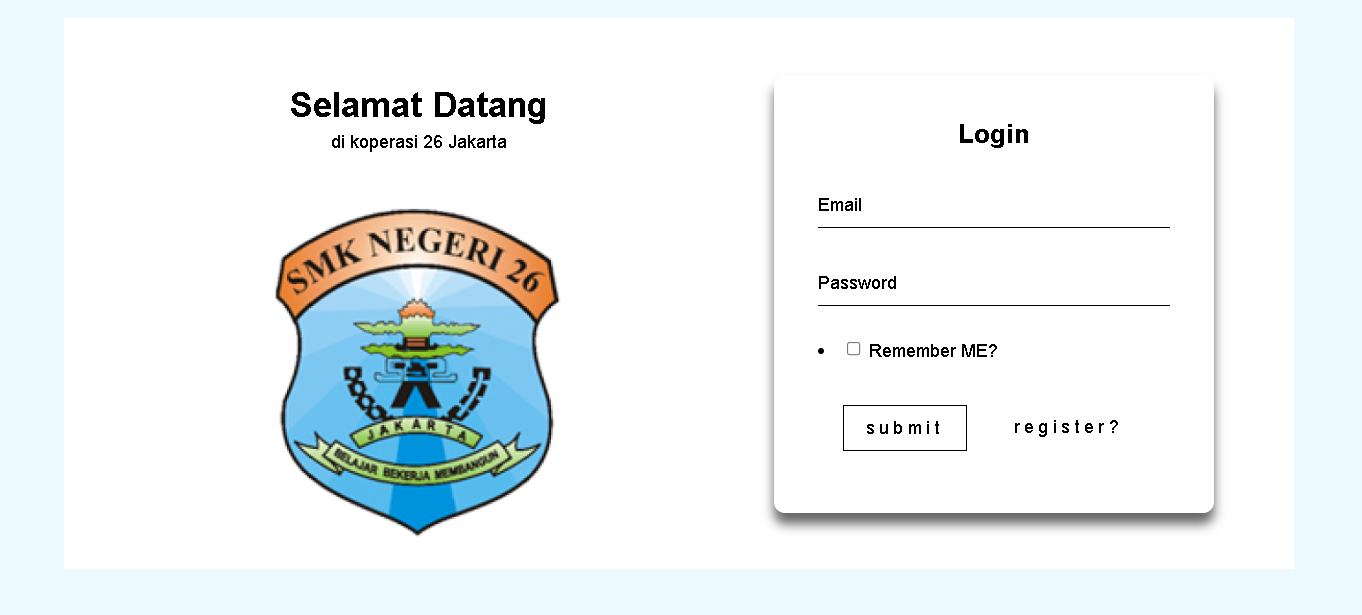 Selamat Datang
di koperasi 26 Jakarta
SMK NEGERI 26
JAKARTA
BELAJAR BEKERJA MEMBANGUN
Login
Email
Password
Remember ME?
submit
register?